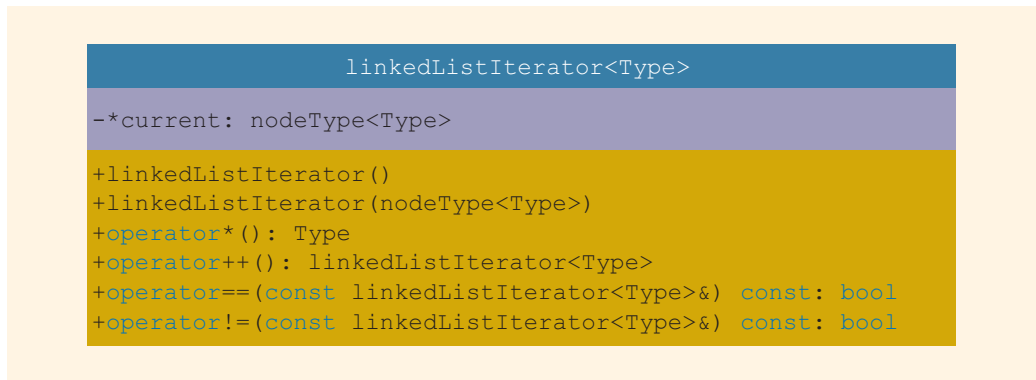 linkedListIterator<Type>
-*current: nodeType<Type>
+linkedListIterator()
+linkedListIterator(nodeType<Type>)
+operator*(): Type
+operator++(): linkedListIterator<Type>
+operator==(const linkedListIterator<Type>&) const: bool
+operator!=(const linkedListIterator<Type>&) const: bool